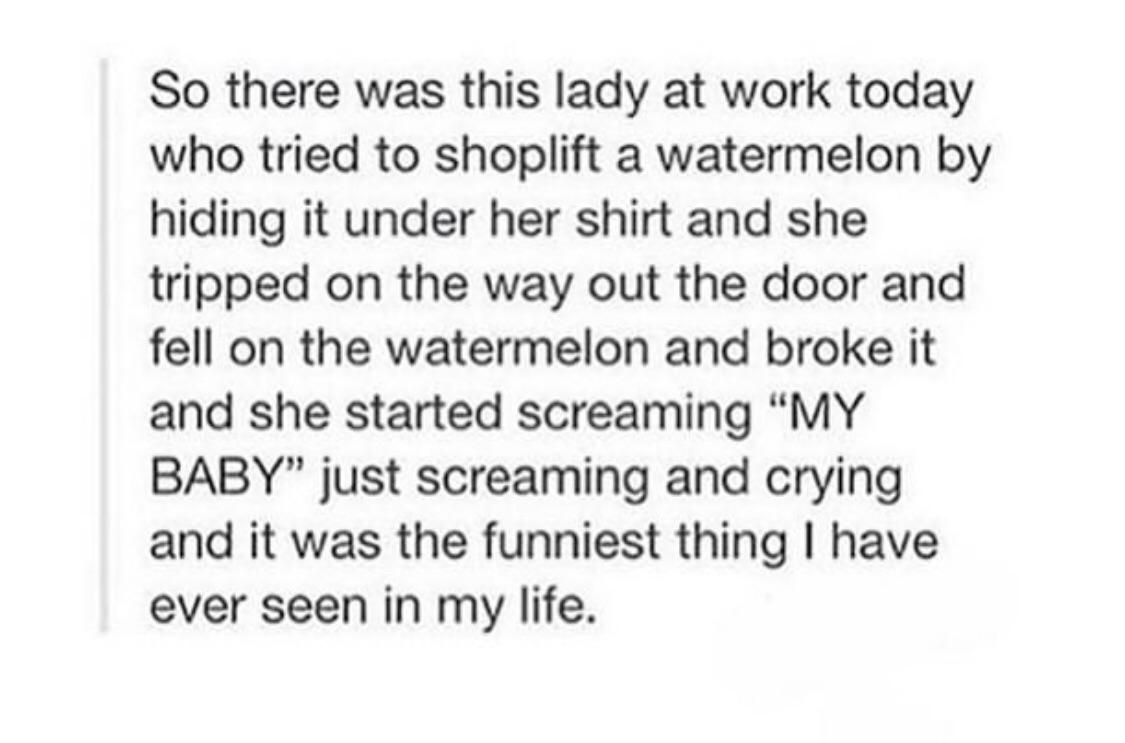 So there was this lady at work today
who tried to shoplift a watermelon by
hiding it under her shirt and she
tripped on the way out the door and
fell on the watermelon and broke it
and she started screaming “MY
BABY” just screaming and crying
and it was the funniest thing I have
ever seen in my life.